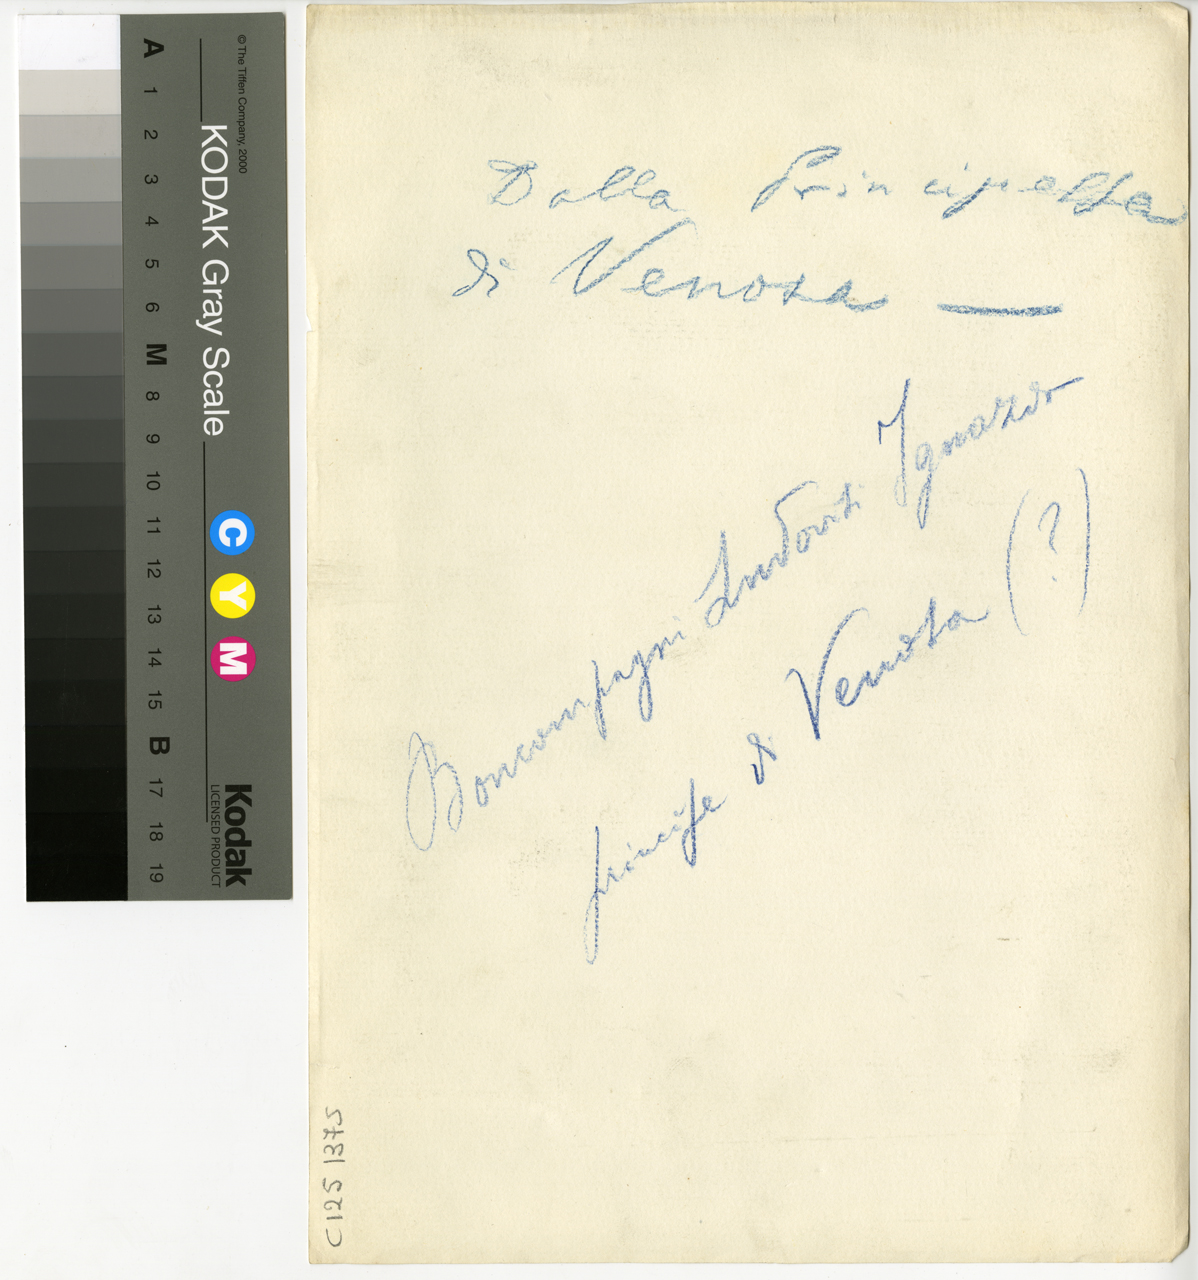 Dalla Principessa
di Venosa —
Boncompagni Ludovisi Ignazio
principe di Venosa (?)
C125 1375
© The Tiffen Company, 2000
KODAK Gray Scale
C Y M
Kodak
LICENSED PRODUCT
A 1 2 3 4 5 6 M 8 9 10 11 12 13 14 15 B 17 18 19